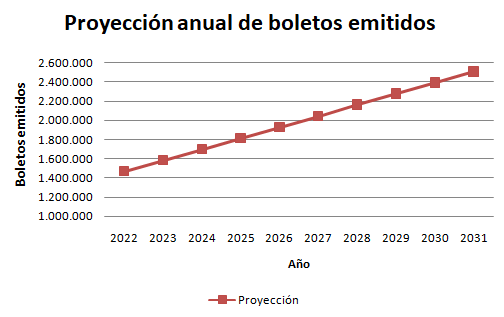 Proyección anual de boletos emitidos
Boletos emitidos
2.600.000
2.400.000
2.200.000
2.000.000
1.800.000
1.600.000
1.400.000
1.200.000
1.000.000
2022 2023 2024 2025 2026 2027 2028 2029 2030 2031
Año
Proyección